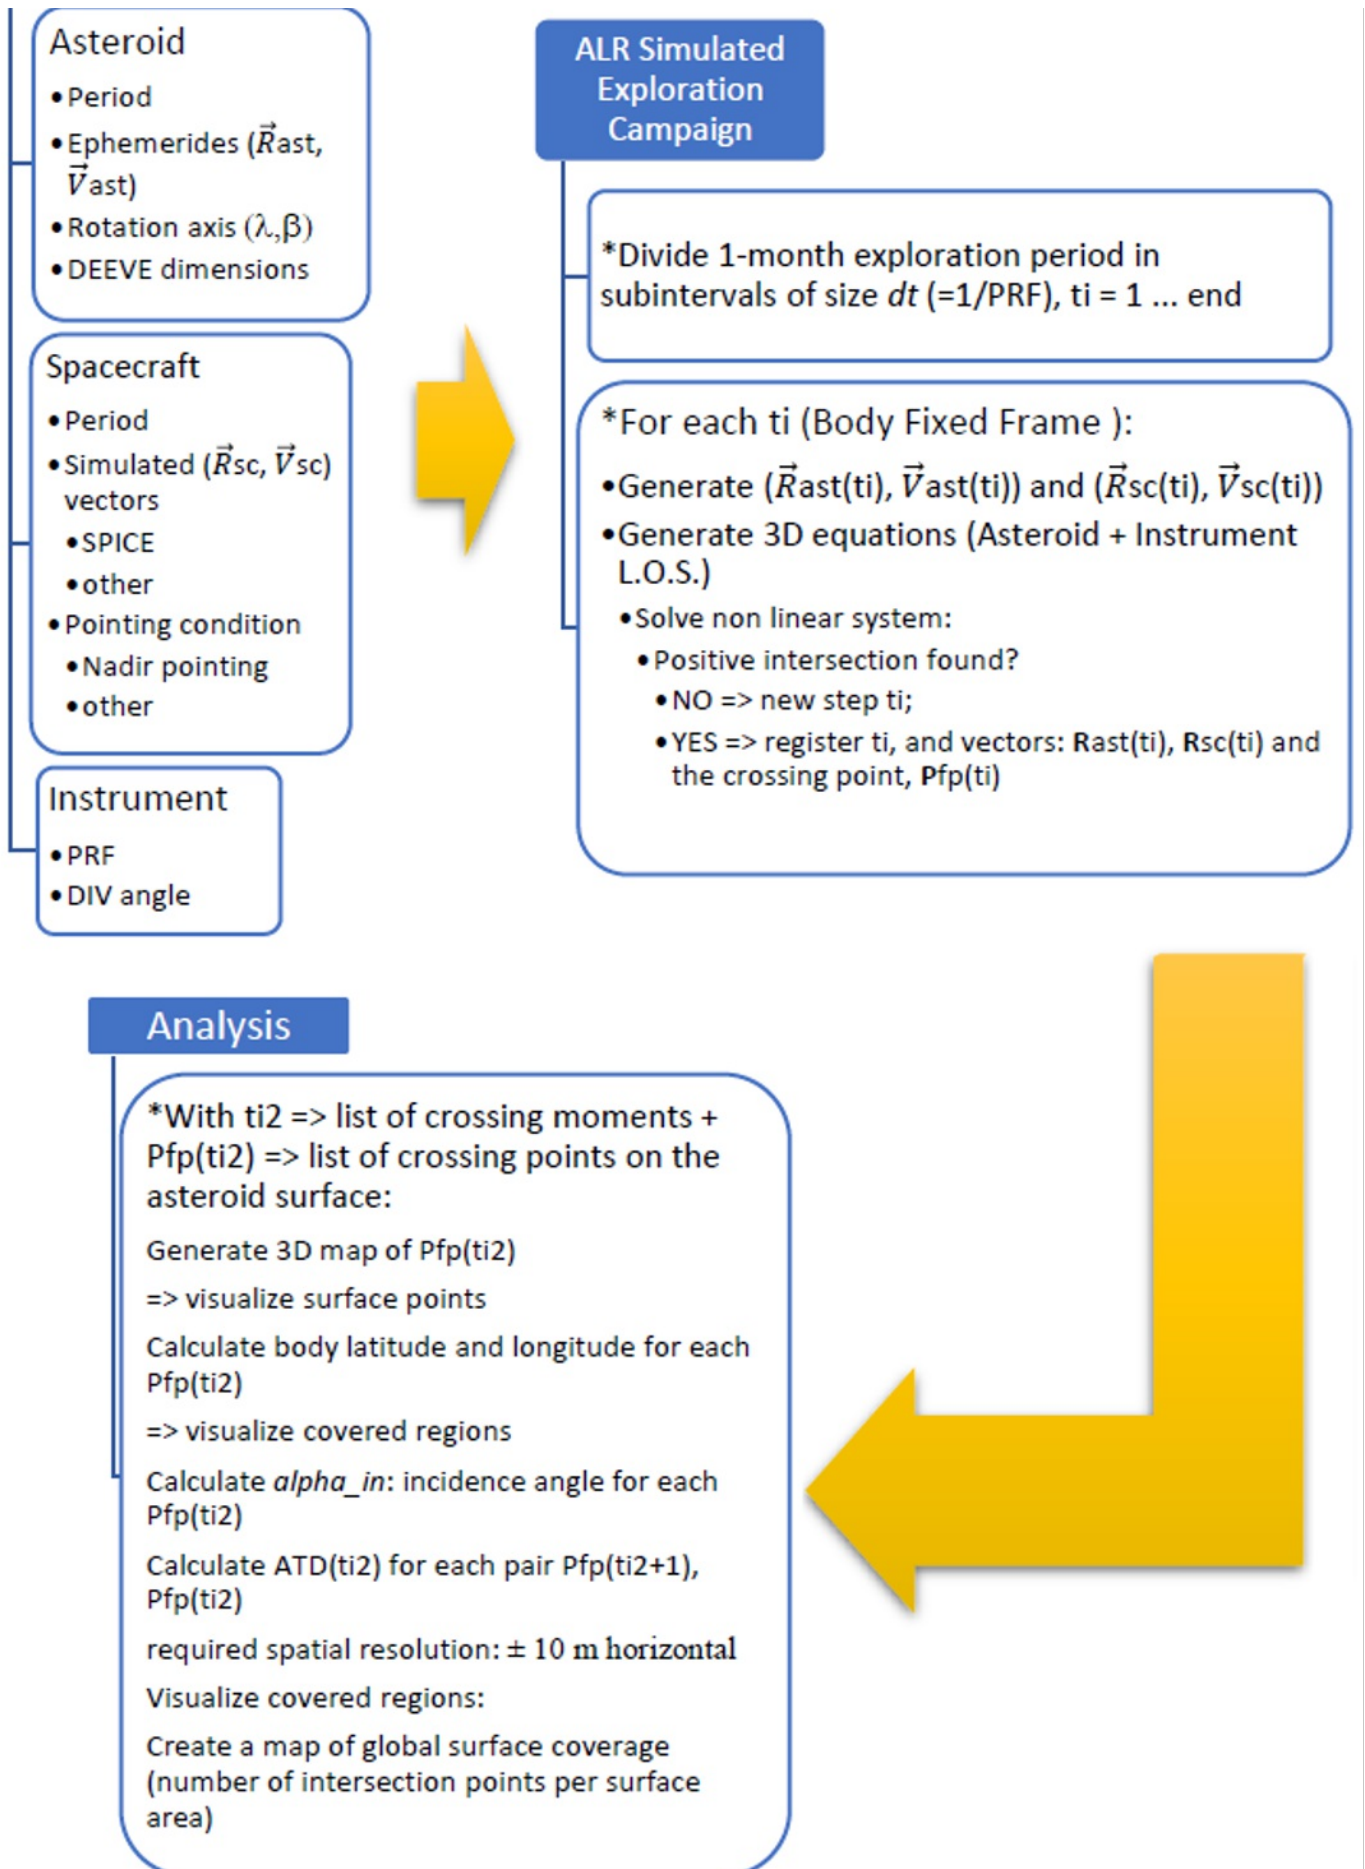 Asteroid
•Period
•Ephemerides (R⃗ast,
V⃗ast)
•Rotation axis (λ,β)
•DEEVE dimensions
Spacecraft
•Period
•Simulated (R⃗sc, V⃗sc)
vectors
•SPICE
•other
•Pointing condition
•Nadir pointing
•other
Instrument
•PRF
•DIV angle
ALR Simulated
Exploration
Campaign
*Divide 1-month exploration period in
subintervals of size dt (=1/PRF), ti = 1 ... end
*For each ti (Body Fixed Frame ):
•Generate (R⃗ast(ti), V⃗ast(ti)) and (R⃗sc(ti), V⃗sc(ti))
•Generate 3D equations (Asteroid + Instrument
L.O.S.)
•Solve non linear system:
•Positive intersection found?
•NO => new step ti;
•YES => register ti, and vectors: Rast(ti), Rsc(ti) and
the crossing point, Pfp(ti)
Analysis
*With ti2 => list of crossing moments +
Pfp(ti2) => list of crossing points on the
asteroid surface:
Generate 3D map of Pfp(ti2)
=> visualize surface points
Calculate body latitude and longitude for each
Pfp(ti2)
=> visualize covered regions
Calculate alpha_in: incidence angle for each
Pfp(ti2)
Calculate ATD(ti2) for each pair Pfp(ti2+1),
Pfp(ti2)
required spatial resolution: ± 10 m horizontal
Visualize covered regions:
Create a map of global surface coverage
(number of intersection points per surface
area)